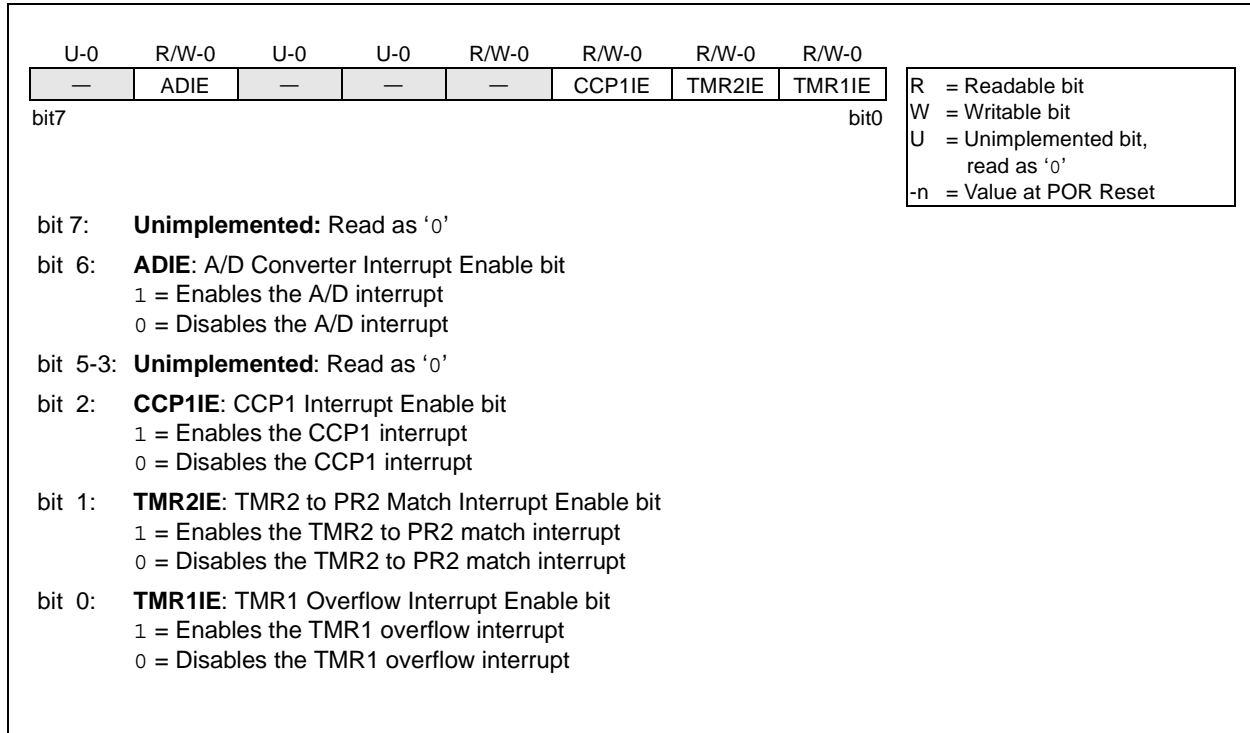 U-0 R/W-0 U-0 U-0 R/W-0 R/W-0 R/W-0 R/W-0
— ADIE — — — CCP1IE TMR2IE TMR1IE
bit7 bit0
R = Readable bit
W = Writable bit
U = Unimplemented bit,
read as ‘0’
-n = Value at POR Reset
bit 7: Unimplemented: Read as ‘0’
bit 6: ADIE: A/D Converter Interrupt Enable bit
1 = Enables the A/D interrupt
0 = Disables the A/D interrupt
bit 5-3: Unimplemented: Read as ‘0’
bit 2: CCP1IE: CCP1 Interrupt Enable bit
1 = Enables the CCP1 interrupt
0 = Disables the CCP1 interrupt
bit 1: TMR2IE: TMR2 to PR2 Match Interrupt Enable bit
1 = Enables the TMR2 to PR2 match interrupt
0 = Disables the TMR2 to PR2 match interrupt
bit 0: TMR1IE: TMR1 Overflow Interrupt Enable bit
1 = Enables the TMR1 overflow interrupt
0 = Disables the TMR1 overflow interrupt